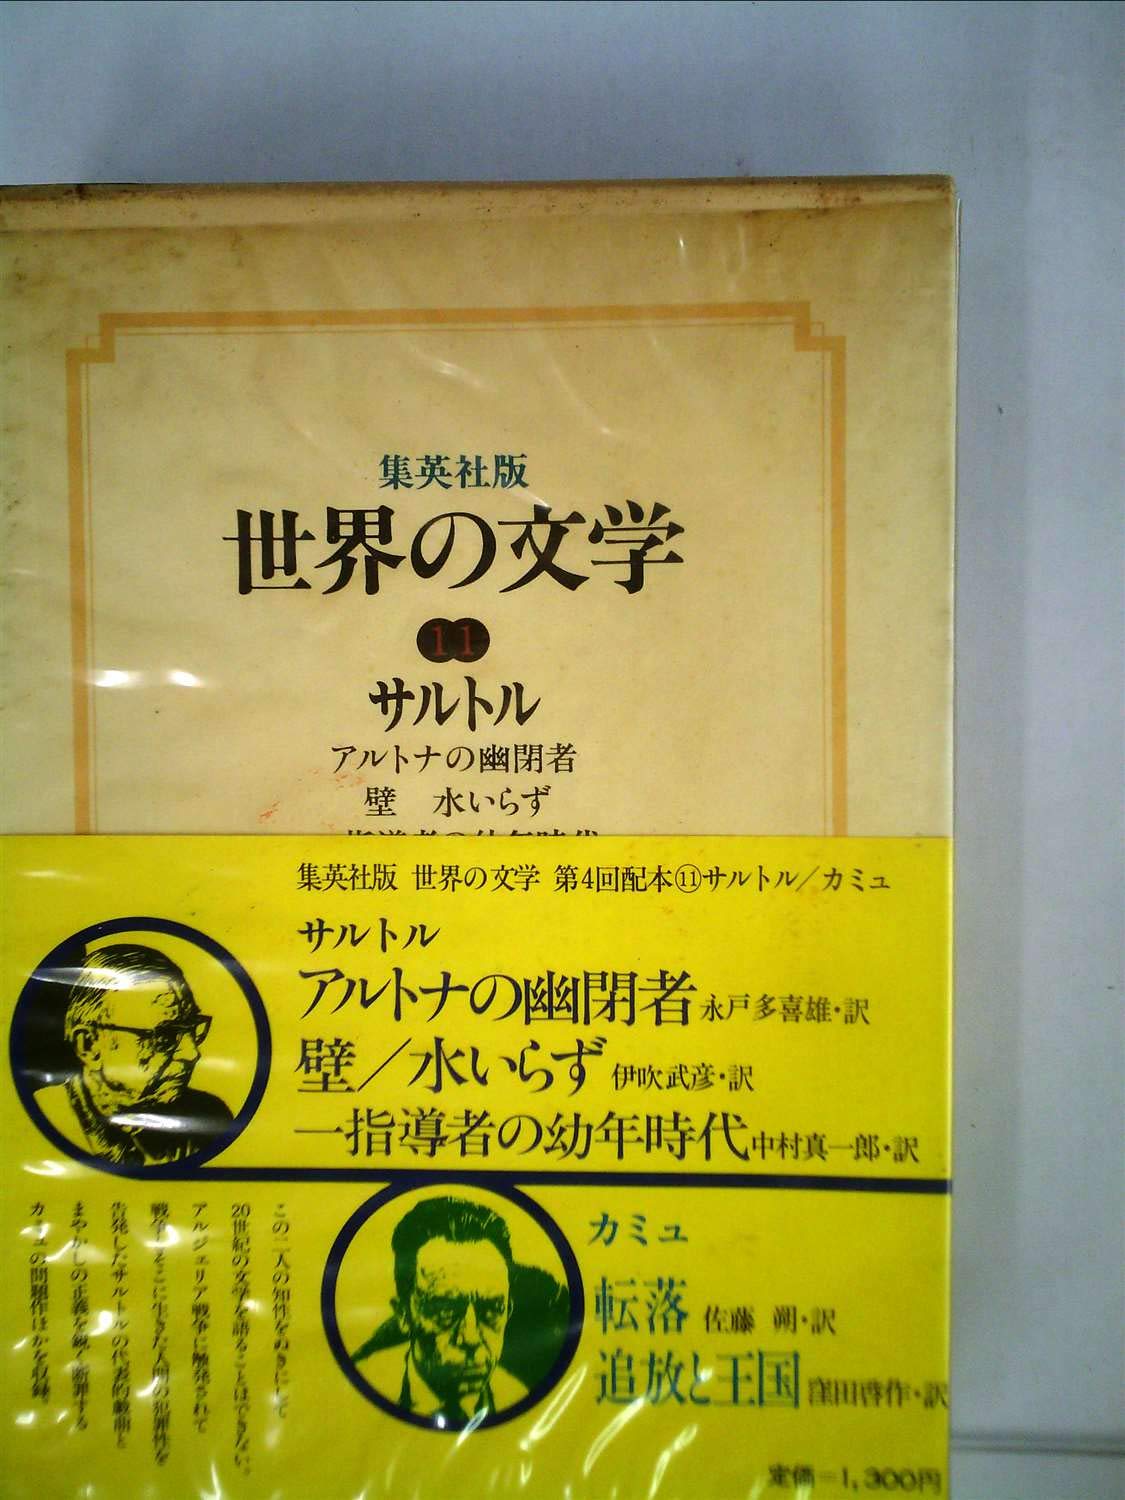 集英社版
世界の文学
11
サルトル
アルトナの幽閉者
壁　水いらず
一指導者の幼年時代
集英社版 世界の文学 第4回配本⑪サルトル／カミュ
サルトル
アルトナの幽閉者 永戸多喜雄・訳
壁／水いらず 伊吹武彦・訳
一指導者の幼年時代 中村真一郎・訳
カミュ
転落 佐藤　朔・訳
追放と王国 窪田啓作・訳
この二人の知性をぬきにして
20世紀の文学を語ることはできない。
アルジェリア戦争に触発されて
戦争とそこに生きた人間の犯罪性を
告発したサルトルの代表的戯曲と
まやかしの正義を鋭く断罪する
カミュの問題作ほかを収録。
定価＝1,300円